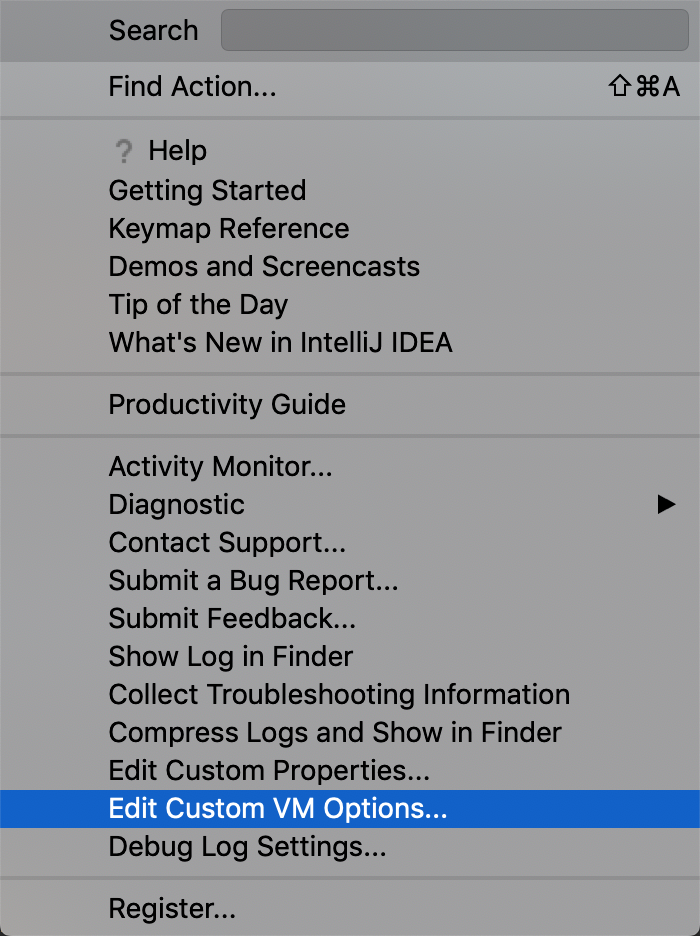 Search
Find Action... ⇧⌘A
? Help
Getting Started
Keymap Reference
Demos and Screencasts
Tip of the Day
What's New in IntelliJ IDEA
Productivity Guide
Activity Monitor...
Diagnostic
Contact Support...
Submit a Bug Report...
Submit Feedback...
Show Log in Finder
Collect Troubleshooting Information
Compress Logs and Show in Finder
Edit Custom Properties...
Edit Custom VM Options...
Debug Log Settings...
Register...